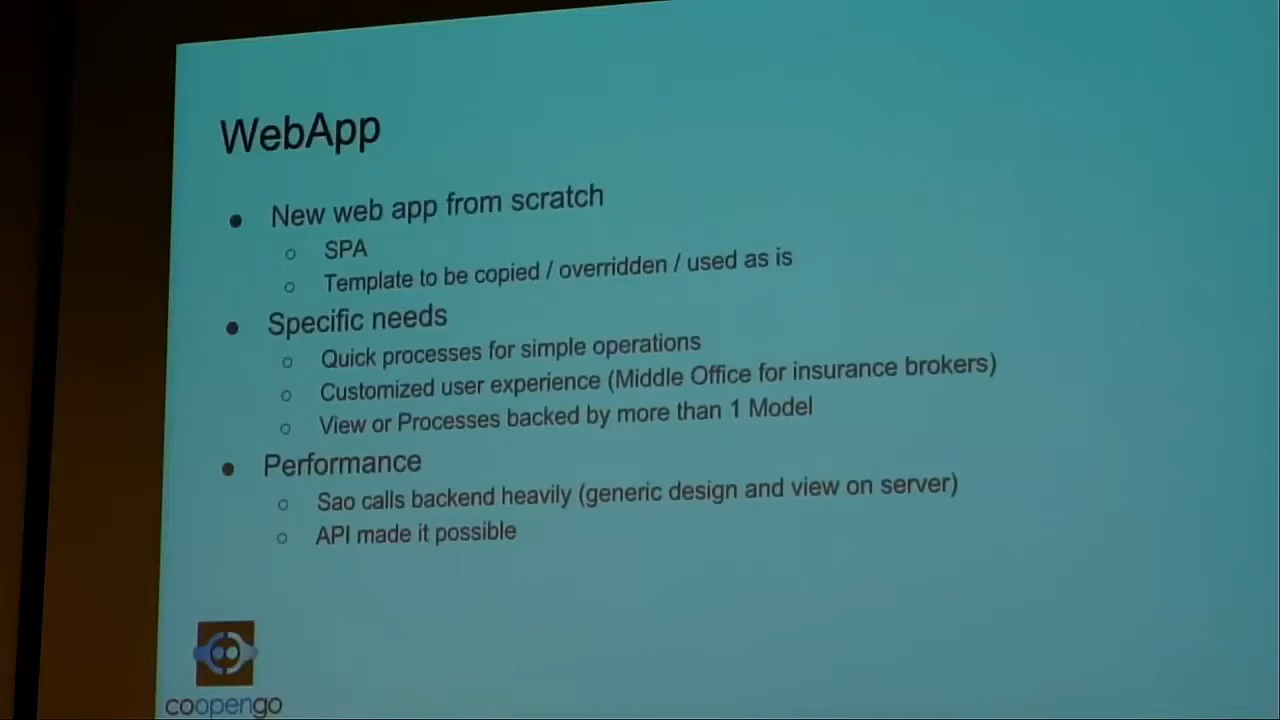 WebApp
● New web app from scratch
○ SPA
○ Template to be copied / overridden / used as is
● Specific needs
○ Quick processes for simple operations
○ Customized user experience (Middle Office for insurance brokers)
○ View or Processes backed by more than 1 Model
● Performance
○ Sao calls backend heavily (generic design and view on server)
○ API made it possible
coopengo